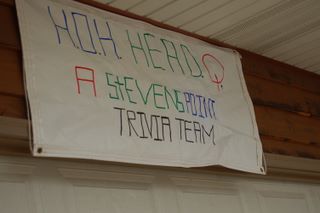 H.O.H. HEAD.Q
A STEVENS POINT
TRIVIA TEAM